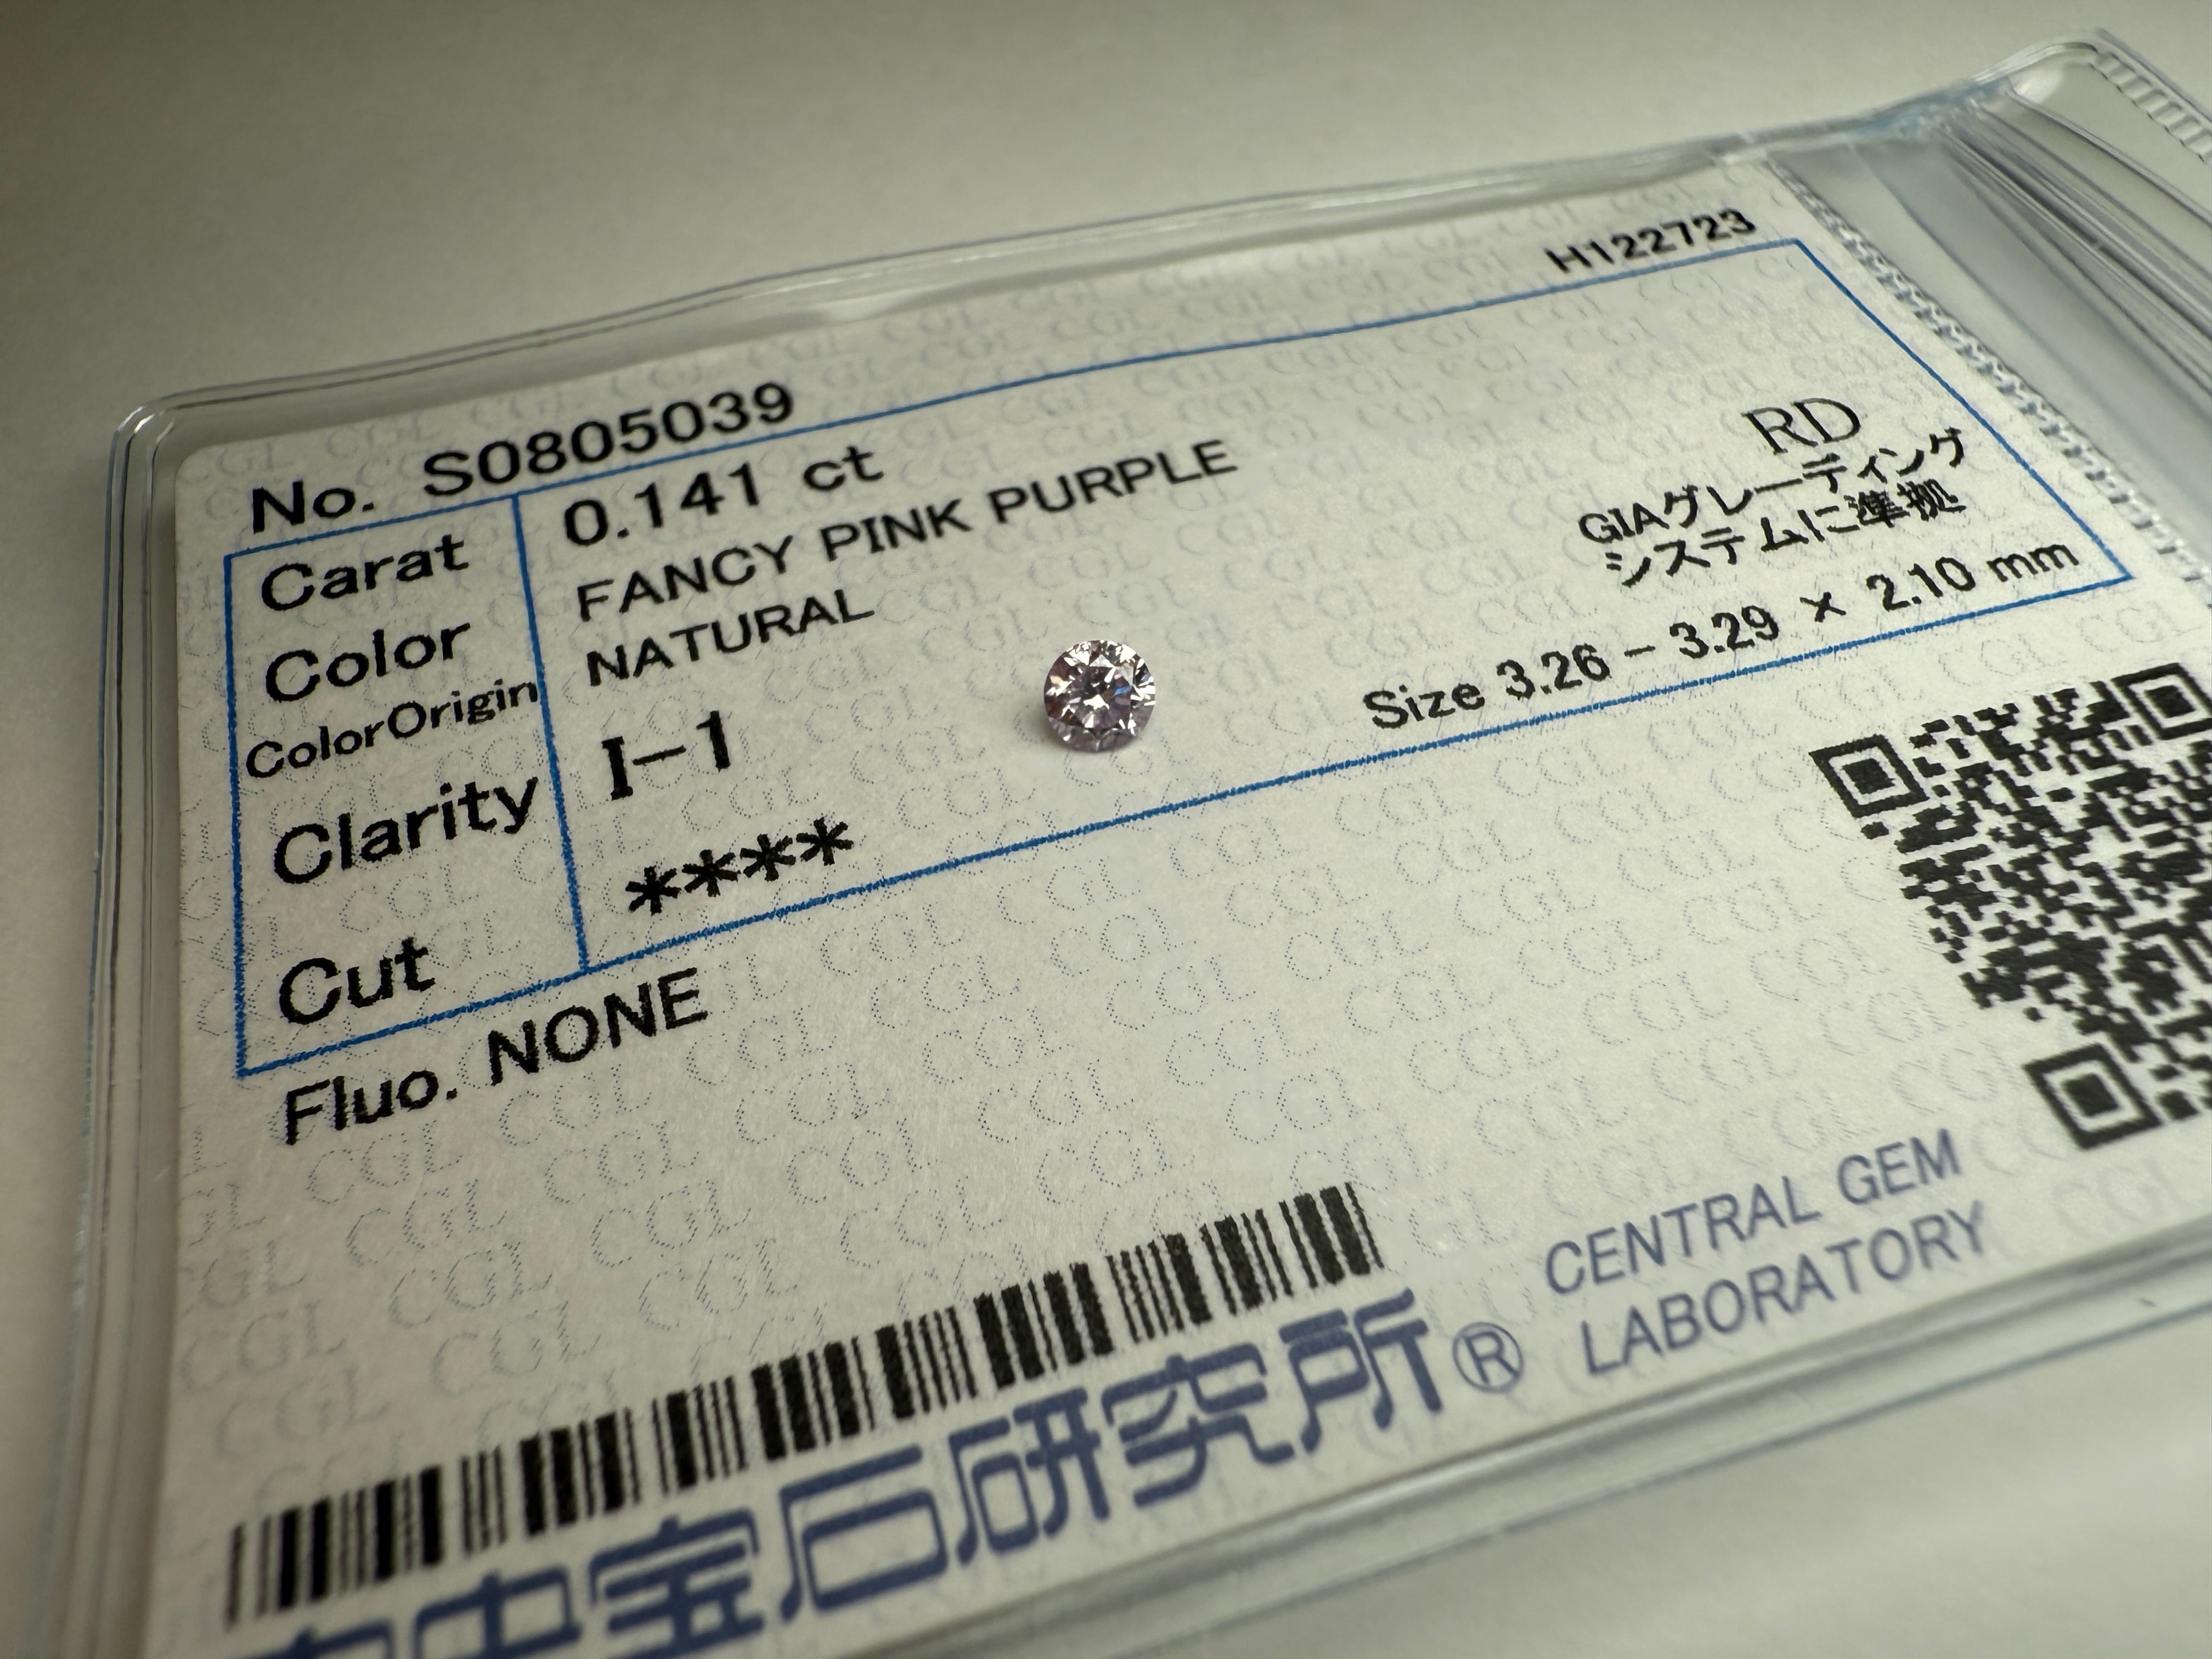 H122723
No. S0805039
Carat 0.141 ct RD
Color FANCY PINK PURPLE GIAグレーティング
システムに準拠
ColorOrigin NATURAL
Clarity I-1 Size 3.26 - 3.29 × 2.10 mm
Cut ****
Fluo. NONE
CENTRAL GEM
LABORATORY
中央宝石研究所®